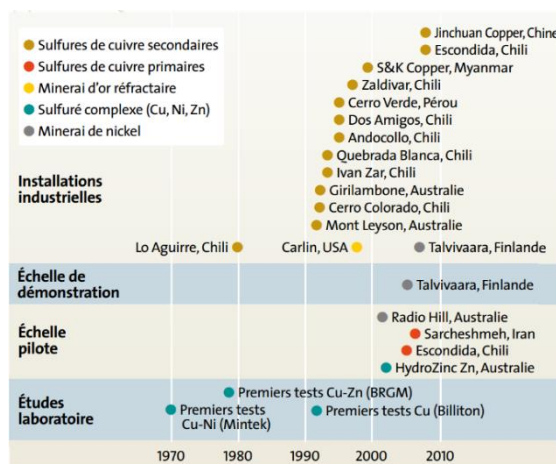 Sulfures de cuivre secondaires
Sulfures de cuivre primaires
Minerai d'or réfractaire
Sulfuré complexe (Cu, Ni, Zn)
Minerai de nickel
Jinchuan Copper, Chine
Escondida, Chili
S&K Copper, Myanmar
Zaldivar, Chili
Cerro Verde, Pérou
Dos Amigos, Chili
Andocollo, Chili
Quebrada Blanca, Chili
Ivan Zar, Chili
Girilambone, Australie
Cerro Colorado, Chili
Mont Leyson, Australie
Installations
industrielles
Lo Aguirre, Chili
Carlin, USA
Talvivaara, Finlande
Échelle de
démonstration
Talvivaara, Finlande
Échelle
pilote
Radio Hill, Australie
Sarcheshmeh, Iran
Escondida, Chili
HydroZinc Zn, Australie
Études
laboratoire
Premiers tests Cu-Zn (BRGM)
Premiers tests
Cu-Ni (Mintek)
Premiers tests Cu (Billiton)
1970 1980 1990 2000 2010